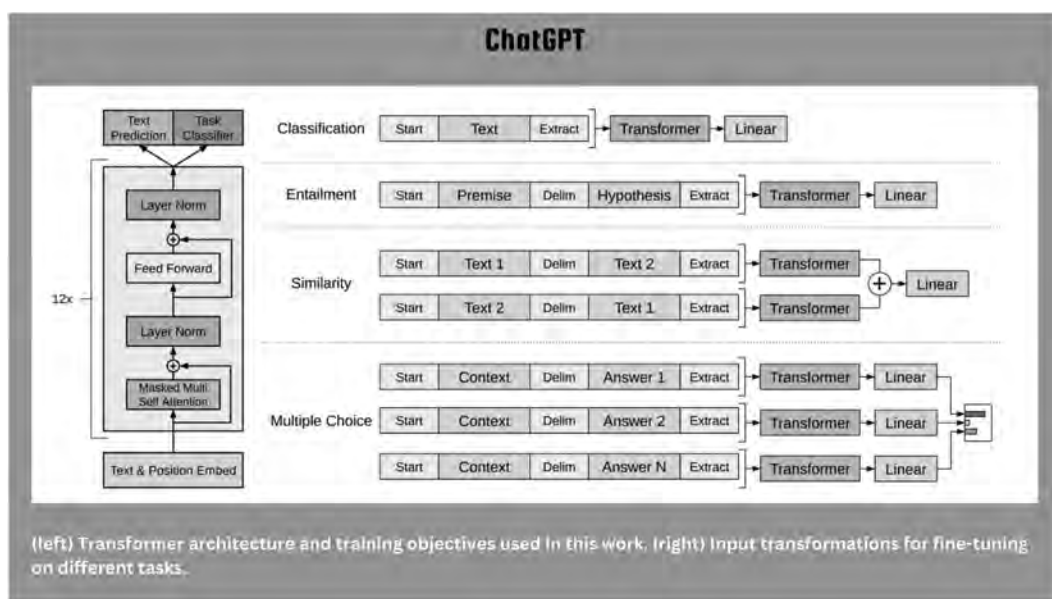 ChatGPT
Text Prediction
Task Classifier
12x
Layer Norm
Feed Forward
Layer Norm
Masked Multi Self Attention
Text & Position Embed
Classification Start Text Extract Transformer Linear
Entailment Start Premise Delim Hypothesis Extract Transformer Linear
Similarity
Start Text 1 Delim Text 2 Extract Transformer
Start Text 2 Delim Text 1 Extract Transformer
Linear
Multiple Choice
Start Context Delim Answer 1 Extract Transformer Linear
Start Context Delim Answer 2 Extract Transformer Linear
Start Context Delim Answer N Extract Transformer Linear
(left) Transformer architecture and training objectives used in this work. (right) Input transformations for fine-tuning
on different tasks.